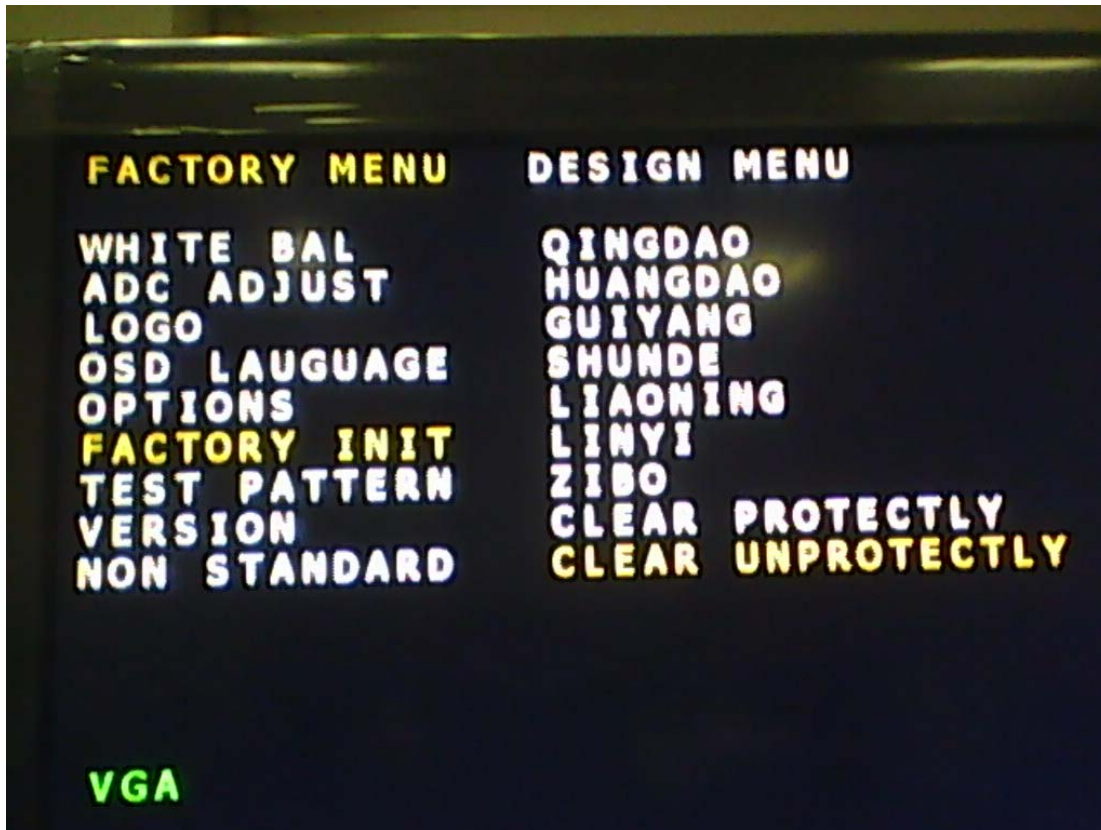 FACTORY MENU
WHITE BAL
ADC ADJUST
LOGO
OSD LAUGUAGE
OPTIONS
FACTORY INIT
TEST PATTERN
VERSION
NON STANDARD
DESIGN MENU
QINGDAO
HUANGDAO
GUIYANG
SHUNDE
LIAONING
LINYI
ZIBO
CLEAR PROTECTLY
CLEAR UNPROTECTLY
VGA